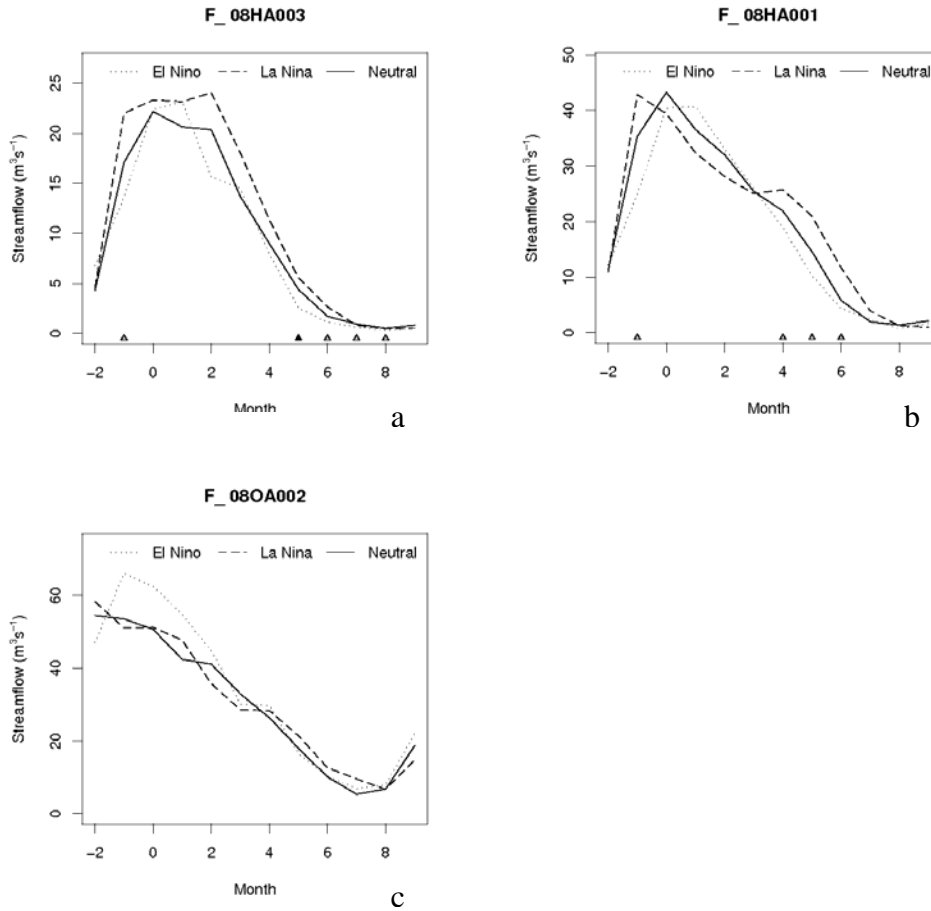 F_ 08HA003
El Nino La Nina Neutral
Streamflow (m³s⁻¹)
0 5 10 15 20 25
−2 0 2 4 6 8
Month
a
F_ 08HA001
El Nino La Nina Neutral
Streamflow (m³s⁻¹)
0 10 20 30 40 50
−2 0 2 4 6 8
Month
b
F_ 08OA002
El Nino La Nina Neutral
Streamflow (m³s⁻¹)
0 20 40 60
−2 0 2 4 6 8
Month
c